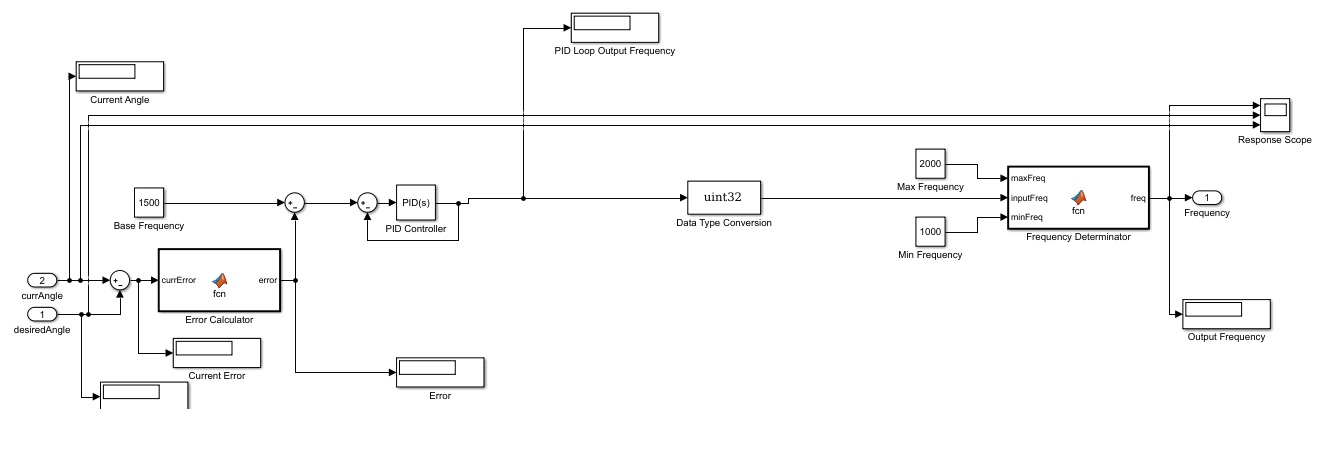 PID Loop Output Frequency
Current Angle
Response Scope
2000
Max Frequency
1500
Base Frequency
+
-
+
-
PID(s)
PID Controller
uint32
Data Type Conversion
maxFreq
inputFreq
minFreq
fcn
freq
Frequency Determinator
1
Frequency
1000
Min Frequency
2
currAngle
+
-
currError
fcn
error
Error Calculator
1
desiredAngle
Current Error
Error
Output Frequency